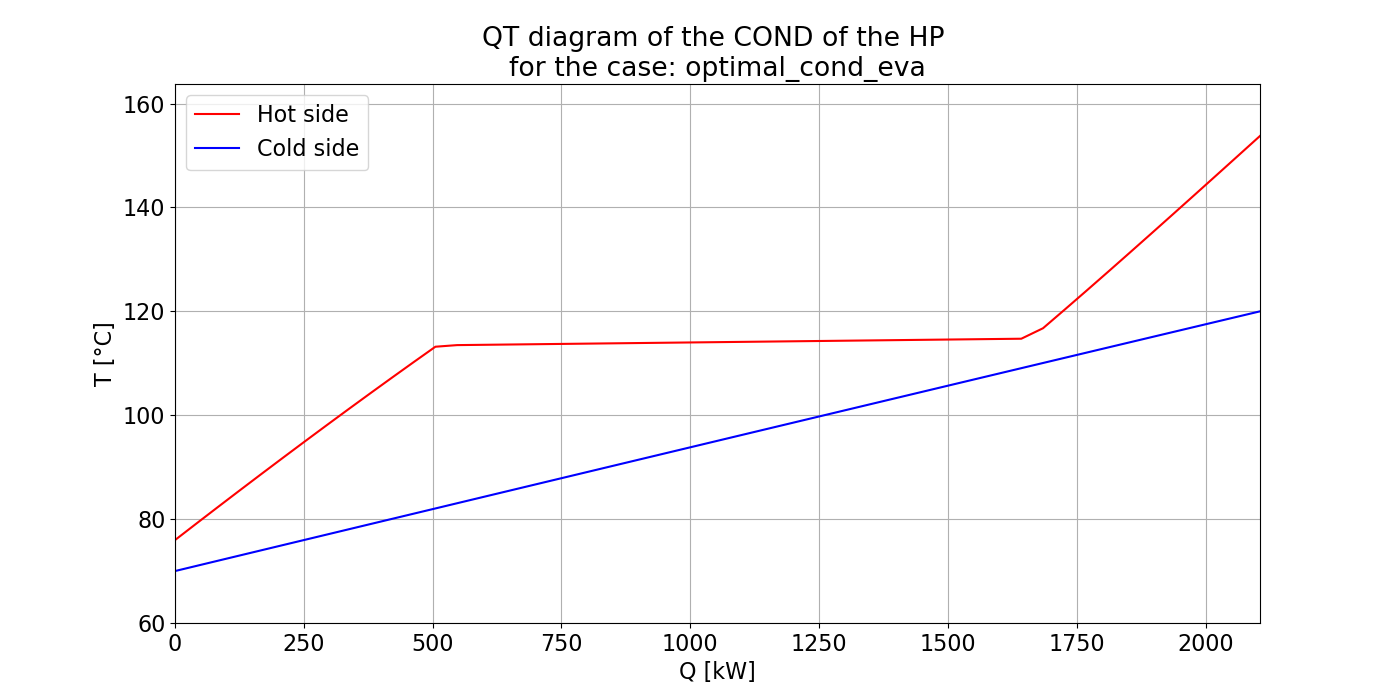 QT diagram of the COND of the HP
for the case: optimal_cond_eva
Hot side
Cold side
T [°C]
160
140
120
100
80
60
0 250 500 750 1000 1250 1500 1750 2000
Q [kW]